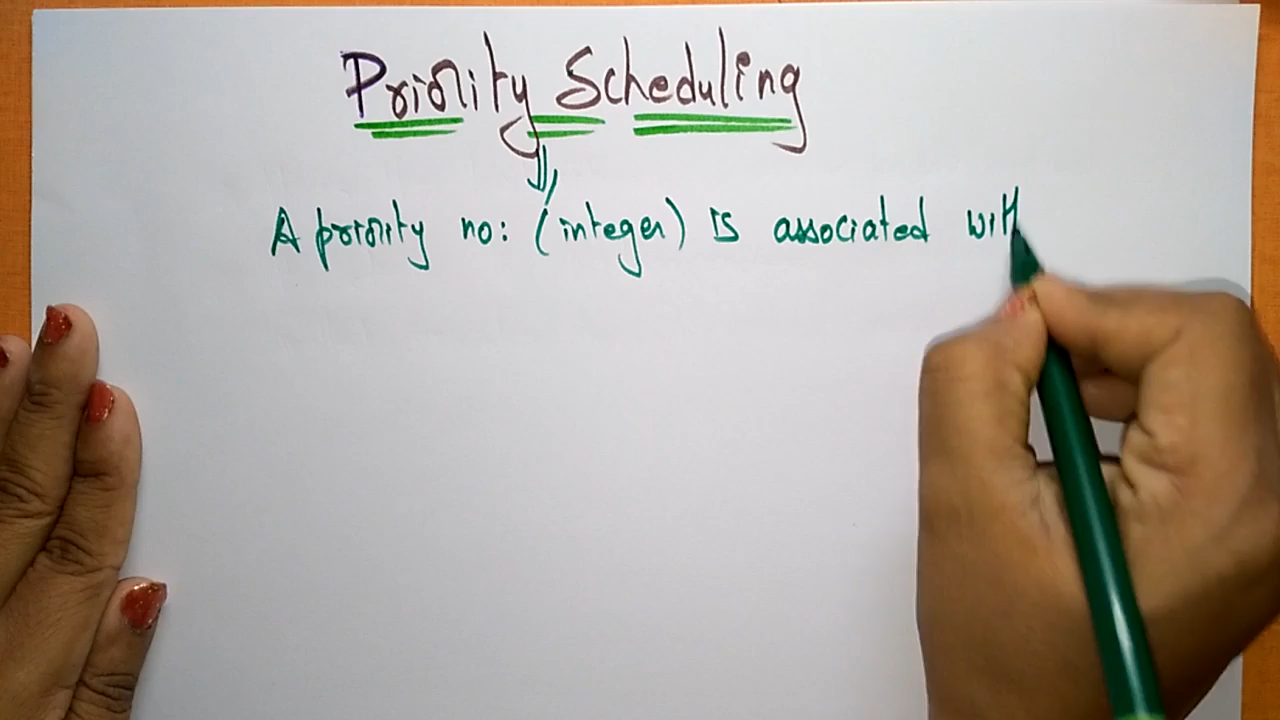 Priority Scheduling
A priority no: (integer) is associated with